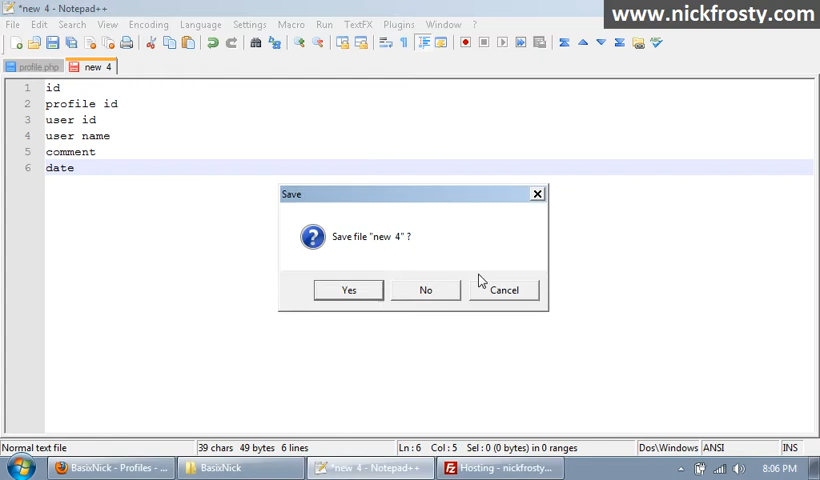 *new 4 - Notepad++
www.nickfrosty.com
File Edit Search View Encoding Language Settings Macro Run TextFX Plugins Window ?
profile.php new 4
1 id
2 profile id
3 user id
4 user name
5 comment
6 date
Save
Save file "new 4" ?
Yes No Cancel
Normal text file 39 chars 49 bytes 6 lines Ln : 6 Col : 5 Sel : 0 (0 bytes) in 0 ranges Dos\Windows ANSI INS
BasixNick - Profiles - ... BasixNick *new 4 - Notepad++ Hosting - nickfrosty.... 8:06 PM